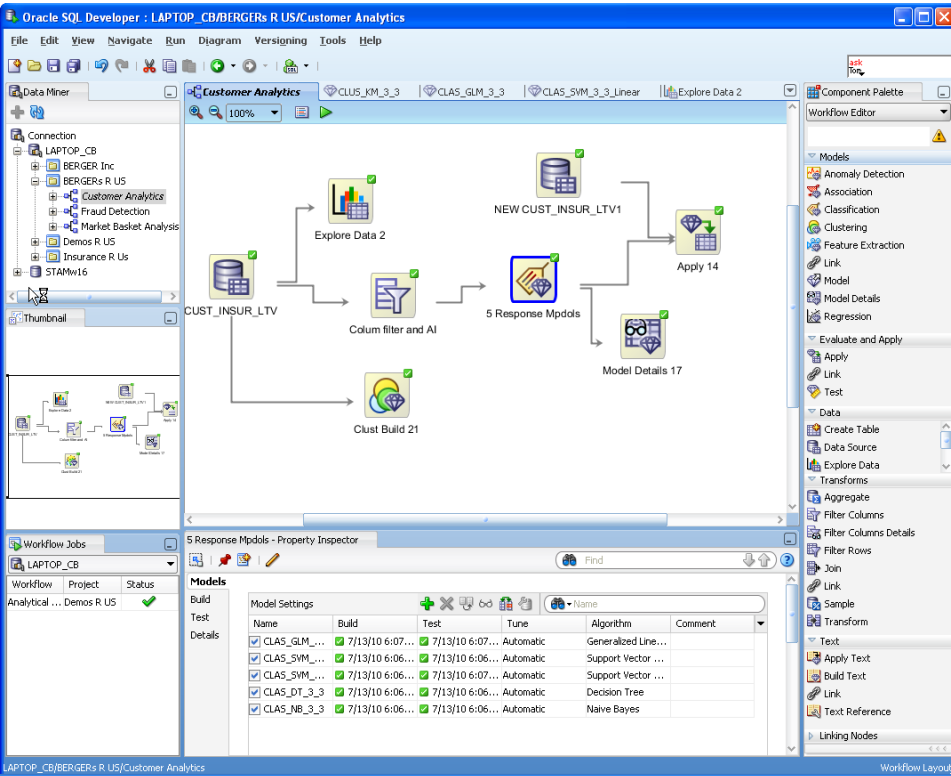 Oracle SQL Developer : LAPTOP_CB/BERGERs R US/Customer Analytics
File Edit View Navigate Run Diagram Versioning Tools Help
ask
Tom
Data Miner
Connection
LAPTOP_CB
BERGER Inc
BERGERs R US
Customer Analytics
Fraud Detection
Market Basket Analysis
Demos R US
Insurance R Us
STAMw16
Thumbnail
Workflow Jobs
LAPTOP_CB
Workflow Project Status
Analytical ... Demos R US
Customer Analytics CLUS_KM_3_3 CLAS_GLM_3_3 CLAS_SVM_3_3_Linear Explore Data 2
100%
NEW CUST_INSUR_LTV1
Explore Data 2
Apply 14
CUST_INSUR_LTV
Colum filter and AI
5 Response Mpdols
Model Details 17
Clust Build 21
5 Response Mpdols - Property Inspector
Find
Models
Build
Test
Details
Model Settings
Name
Name Build Test Tune Algorithm Comment
CLAS_GLM_... 7/13/10 6:07... 7/13/10 6:07... Automatic Generalized Line...
CLAS_SVM_... 7/13/10 6:06... 7/13/10 6:06... Automatic Support Vector ...
CLAS_SVM_... 7/13/10 6:06... 7/13/10 6:07... Automatic Support Vector ...
CLAS_DT_3_3 7/13/10 6:06... 7/13/10 6:06... Automatic Decision Tree
CLAS_NB_3_3 7/13/10 6:06... 7/13/10 6:06... Automatic Naive Bayes
Component Palette
Workflow Editor
Models
Anomaly Detection
Association
Classification
Clustering
Feature Extraction
Link
Model
Model Details
Regression
Evaluate and Apply
Apply
Link
Test
Data
Create Table
Data Source
Explore Data
Transforms
Aggregate
Filter Columns
Filter Columns Details
Filter Rows
Join
Link
Sample
Transform
Text
Apply Text
Build Text
Link
Text Reference
Linking Nodes
LAPTOP_CB/BERGERs R US/Customer Analytics
Workflow Layout